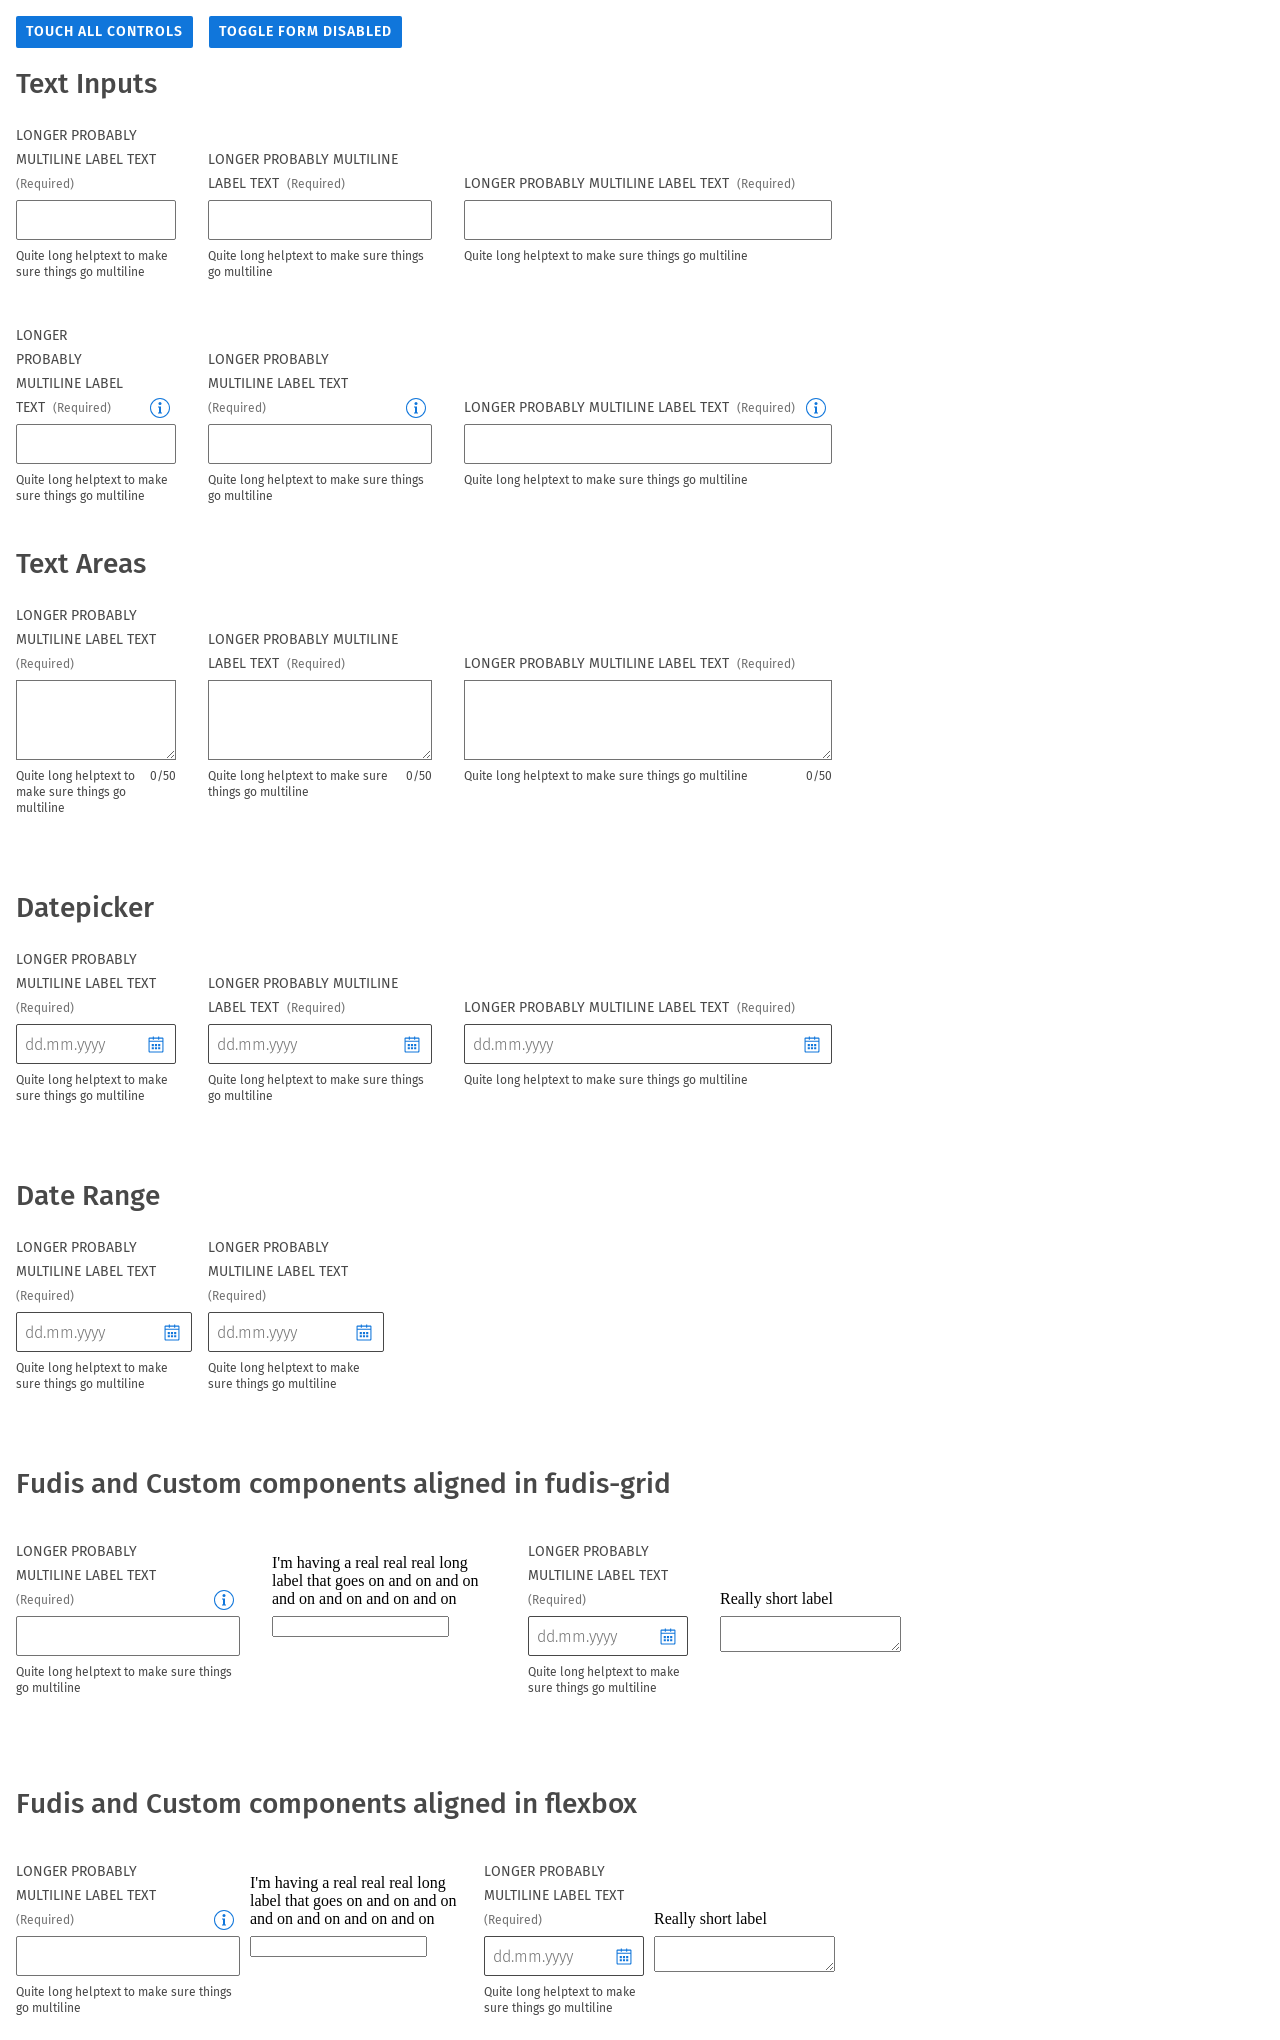 TOUCH ALL CONTROLS TOGGLE FORM DISABLED
Text Inputs
LONGER PROBABLY
MULTILINE LABEL TEXT
(Required)
LONGER PROBABLY MULTILINE
LABEL TEXT (Required)
LONGER PROBABLY MULTILINE LABEL TEXT (Required)
Quite long helptext to make
sure things go multiline
Quite long helptext to make sure things
go multiline
Quite long helptext to make sure things go multiline
LONGER
PROBABLY
MULTILINE LABEL
TEXT (Required)
LONGER PROBABLY
MULTILINE LABEL TEXT
(Required)
LONGER PROBABLY MULTILINE LABEL TEXT (Required)
Quite long helptext to make
sure things go multiline
Quite long helptext to make sure things
go multiline
Quite long helptext to make sure things go multiline
Text Areas
LONGER PROBABLY
MULTILINE LABEL TEXT
(Required)
LONGER PROBABLY MULTILINE
LABEL TEXT (Required)
LONGER PROBABLY MULTILINE LABEL TEXT (Required)
Quite long helptext to 0/50
make sure things go
multiline
Quite long helptext to make sure 0/50
things go multiline
Quite long helptext to make sure things go multiline 0/50
Datepicker
LONGER PROBABLY
MULTILINE LABEL TEXT
(Required)
LONGER PROBABLY MULTILINE
LABEL TEXT (Required)
LONGER PROBABLY MULTILINE LABEL TEXT (Required)
dd.mm.yyyy dd.mm.yyyy dd.mm.yyyy
Quite long helptext to make
sure things go multiline
Quite long helptext to make sure things
go multiline
Quite long helptext to make sure things go multiline
Date Range
LONGER PROBABLY
MULTILINE LABEL TEXT
(Required)
LONGER PROBABLY
MULTILINE LABEL TEXT
(Required)
dd.mm.yyyy dd.mm.yyyy
Quite long helptext to make
sure things go multiline
Quite long helptext to make
sure things go multiline
Fudis and Custom components aligned in fudis-grid
LONGER PROBABLY
MULTILINE LABEL TEXT
(Required)
I'm having a real real real long
label that goes on and on and on
and on and on and on and on
LONGER PROBABLY
MULTILINE LABEL TEXT
(Required)
Really short label
dd.mm.yyyy
Quite long helptext to make sure things
go multiline
Quite long helptext to make
sure things go multiline
Fudis and Custom components aligned in flexbox
LONGER PROBABLY
MULTILINE LABEL TEXT
(Required)
I'm having a real real real long
label that goes on and on and on
and on and on and on and on
LONGER PROBABLY
MULTILINE LABEL TEXT
(Required)
Really short label
dd.mm.yyyy
Quite long helptext to make sure things
go multiline
Quite long helptext to make
sure things go multiline